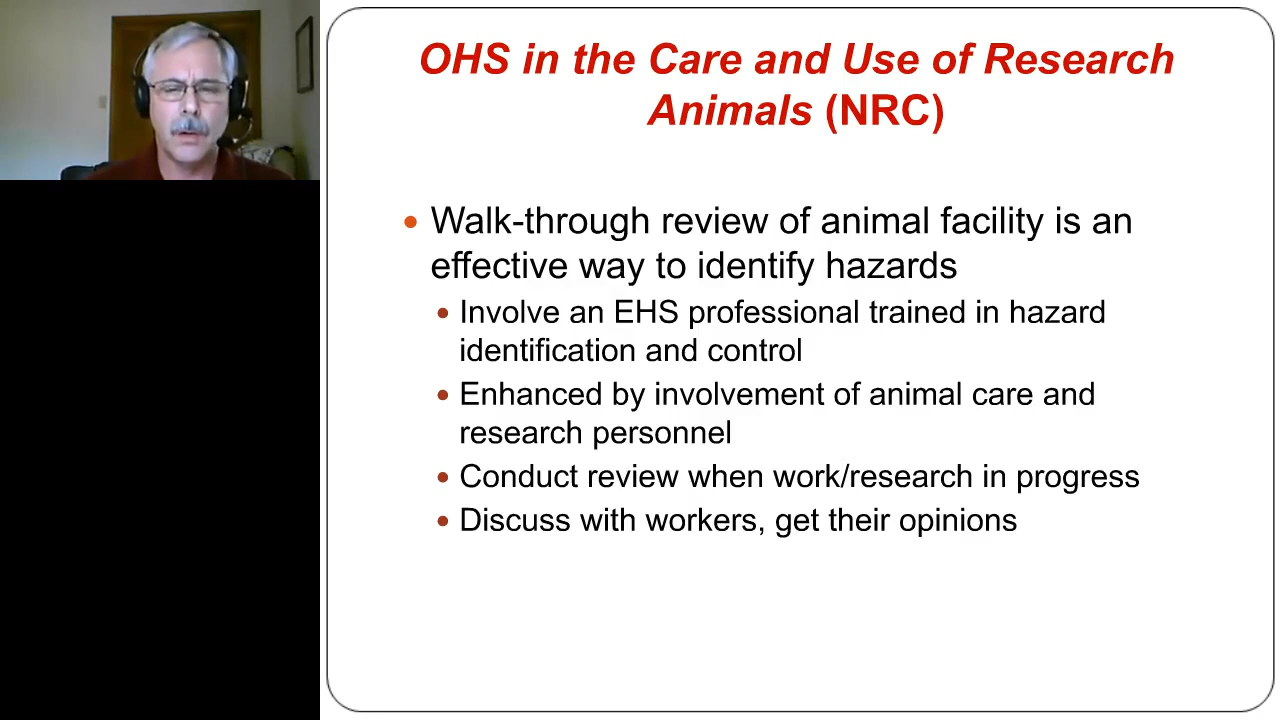 OHS in the Care and Use of Research
Animals (NRC)
Walk-through review of animal facility is an
effective way to identify hazards
Involve an EHS professional trained in hazard
identification and control
Enhanced by involvement of animal care and
research personnel
Conduct review when work/research in progress
Discuss with workers, get their opinions